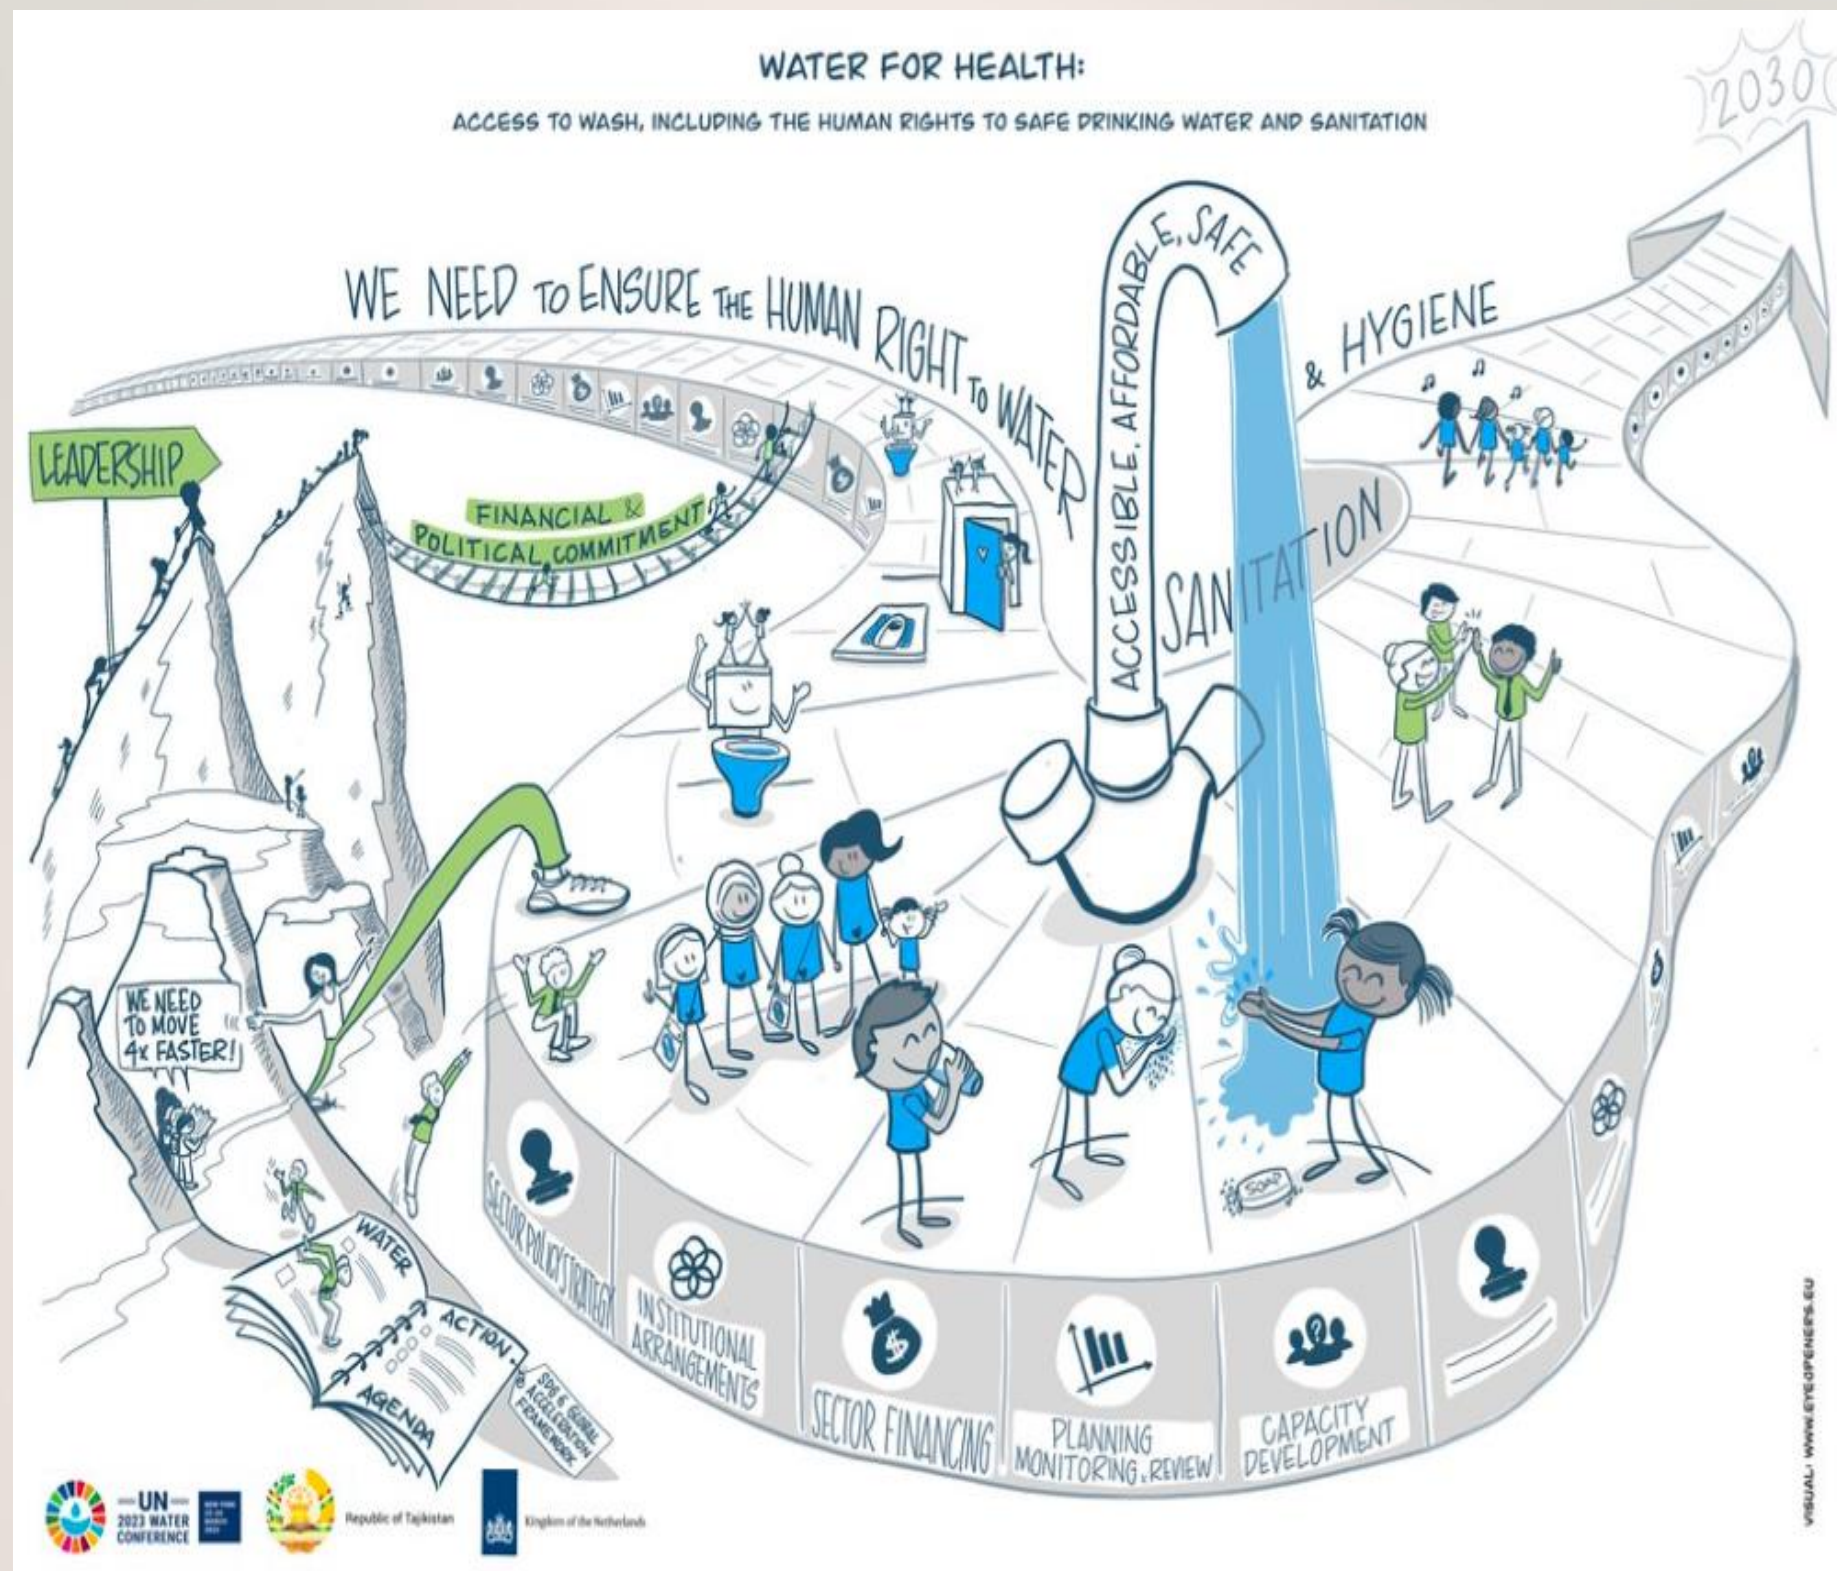 WATER FOR HEALTH:
ACCESS TO WASH, INCLUDING THE HUMAN RIGHTS TO SAFE DRINKING WATER AND SANITATION
2030
WE NEED TO ENSURE THE HUMAN RIGHT TO WATER
ACCESSIBLE, AFFORDABLE, SAFE
SANITATION
& HYGIENE
LEADERSHIP
FINANCIAL &
POLITICAL COMMITMENT
WE NEED
TO MOVE
4x FASTER!
WATER
ACTION
AGENDA
SDG 6 GLOBAL
ACCELERATION
FRAMEWORK
SOAP
SECTOR POLICY STRATEGY
INSTITUTIONAL
ARRANGEMENTS
$
SECTOR FINANCING
PLANNING
MONITORING & REVIEW
?
CAPACITY
DEVELOPMENT
UN
2023 WATER
CONFERENCE
Republic of Tajikistan
Kingdom of the Netherlands
VISUAL: WWW.EYEOPENERS.EU